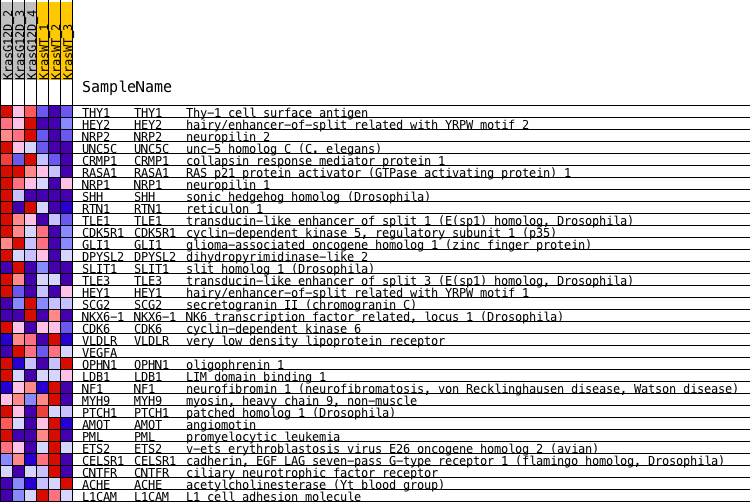 KrasG12D_2
KrasG12D_3
KrasG12D_4
KrasWT_1
KrasWT_2
KrasWT_3
SampleName
THY1 THY1 Thy-1 cell surface antigen
HEY2 HEY2 hairy/enhancer-of-split related with YRPW motif 2
NRP2 NRP2 neuropilin 2
UNC5C UNC5C unc-5 homolog C (C. elegans)
CRMP1 CRMP1 collapsin response mediator protein 1
RASA1 RASA1 RAS p21 protein activator (GTPase activating protein) 1
NRP1 NRP1 neuropilin 1
SHH SHH sonic hedgehog homolog (Drosophila)
RTN1 RTN1 reticulon 1
TLE1 TLE1 transducin-like enhancer of split 1 (E(sp1) homolog, Drosophila)
CDK5R1 CDK5R1 cyclin-dependent kinase 5, regulatory subunit 1 (p35)
GLI1 GLI1 glioma-associated oncogene homolog 1 (zinc finger protein)
DPYSL2 DPYSL2 dihydropyrimidinase-like 2
SLIT1 SLIT1 slit homolog 1 (Drosophila)
TLE3 TLE3 transducin-like enhancer of split 3 (E(sp1) homolog, Drosophila)
HEY1 HEY1 hairy/enhancer-of-split related with YRPW motif 1
SCG2 SCG2 secretogranin II (chromogranin C)
NKX6-1 NKX6-1 NK6 transcription factor related, locus 1 (Drosophila)
CDK6 CDK6 cyclin-dependent kinase 6
VLDLR VLDLR very low density lipoprotein receptor
VEGFA
OPHN1 OPHN1 oligophrenin 1
LDB1 LDB1 LIM domain binding 1
NF1 NF1 neurofibromin 1 (neurofibromatosis, von Recklinghausen disease, Watson disease)
MYH9 MYH9 myosin, heavy chain 9, non-muscle
PTCH1 PTCH1 patched homolog 1 (Drosophila)
AMOT AMOT angiomotin
PML PML promyelocytic leukemia
ETS2 ETS2 v-ets erythroblastosis virus E26 oncogene homolog 2 (avian)
CELSR1 CELSR1 cadherin, EGF LAG seven-pass G-type receptor 1 (flamingo homolog, Drosophila)
CNTFR CNTFR ciliary neurotrophic factor receptor
ACHE ACHE acetylcholinesterase (Yt blood group)
L1CAM L1CAM L1 cell adhesion molecule